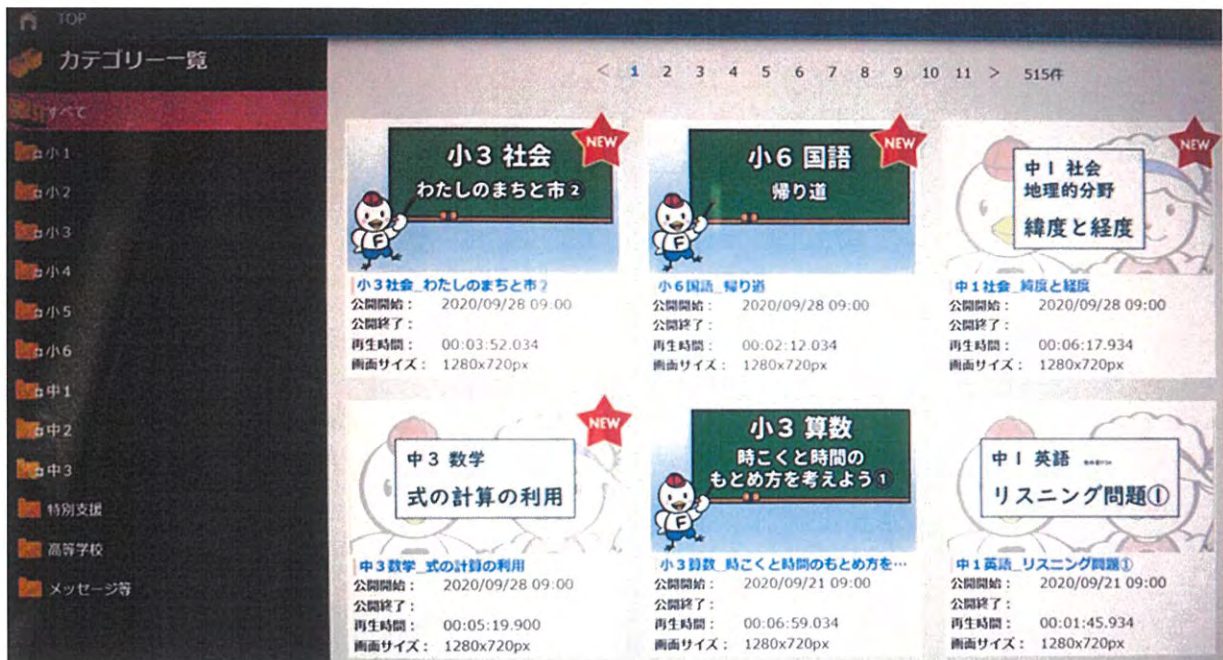 TOP
カテゴリー一覧
すべて
小1
小2
小3
小4
小5
小6
中1
中2
中3
特別支援
高等学校
メッセージ等
< 1 2 3 4 5 6 7 8 9 10 11 > 515件
小3 社会
わたしのまちと市 2
NEW
F
小3社会_わたしのまちと市2
公開開始: 2020/09/28 09:00
公開終了:
再生時間: 00:03:52.034
画面サイズ: 1280x720px
小6 国語
帰り道
NEW
F
小6国語_帰り道
公開開始: 2020/09/28 09:00
公開終了:
再生時間: 00:02:12.034
画面サイズ: 1280x720px
中1 社会
地理的分野
緯度と経度
NEW
中1社会_緯度と経度
公開開始: 2020/09/28 09:00
公開終了:
再生時間: 00:06:17.934
画面サイズ: 1280x720px
中3 数学
式の計算の利用
NEW
中3数学_式の計算の利用
公開開始: 2020/09/28 09:00
公開終了:
再生時間: 00:05:19.900
画面サイズ: 1280x720px
小3 算数
時こくと時間の
もとめ方を考えよう①
F
小3算数_時こくと時間のもとめ方を…
公開開始: 2020/09/21 09:00
公開終了:
再生時間: 00:06:59.034
画面サイズ: 1280x720px
中1 英語
リスニング問題①
中1英語_リスニング問題①
公開開始: 2020/09/21 09:00
公開終了:
再生時間: 00:01:45.934
画面サイズ: 1280x720px